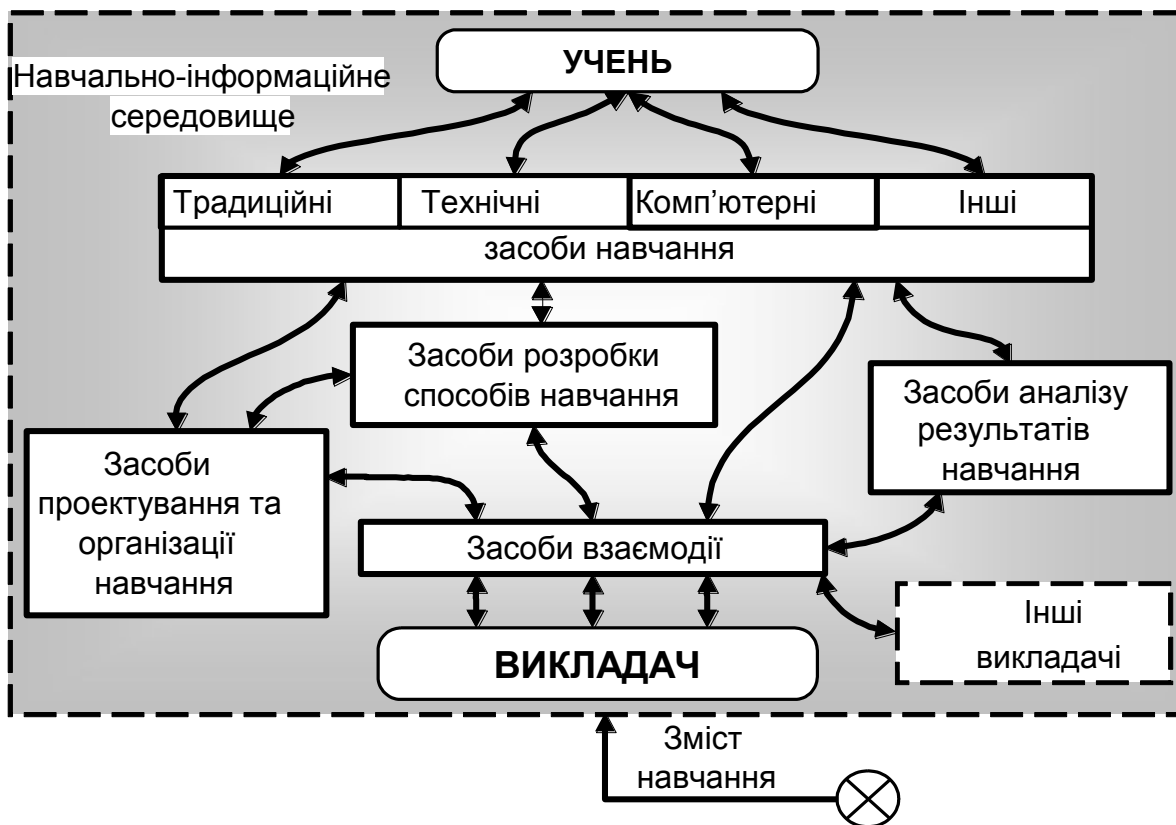 УЧЕНЬ
Навчально-інформаційне
середовище
Традиційні
Технічні
Комп’ютерні
Інші
засоби навчання
Засоби розробки
способів навчання
Засоби аналізу
результатів
навчання
Засоби
проектування та
організації
навчання
Засоби взаємодії
Інші
викладачі
ВИКЛАДАЧ
Зміст
навчання